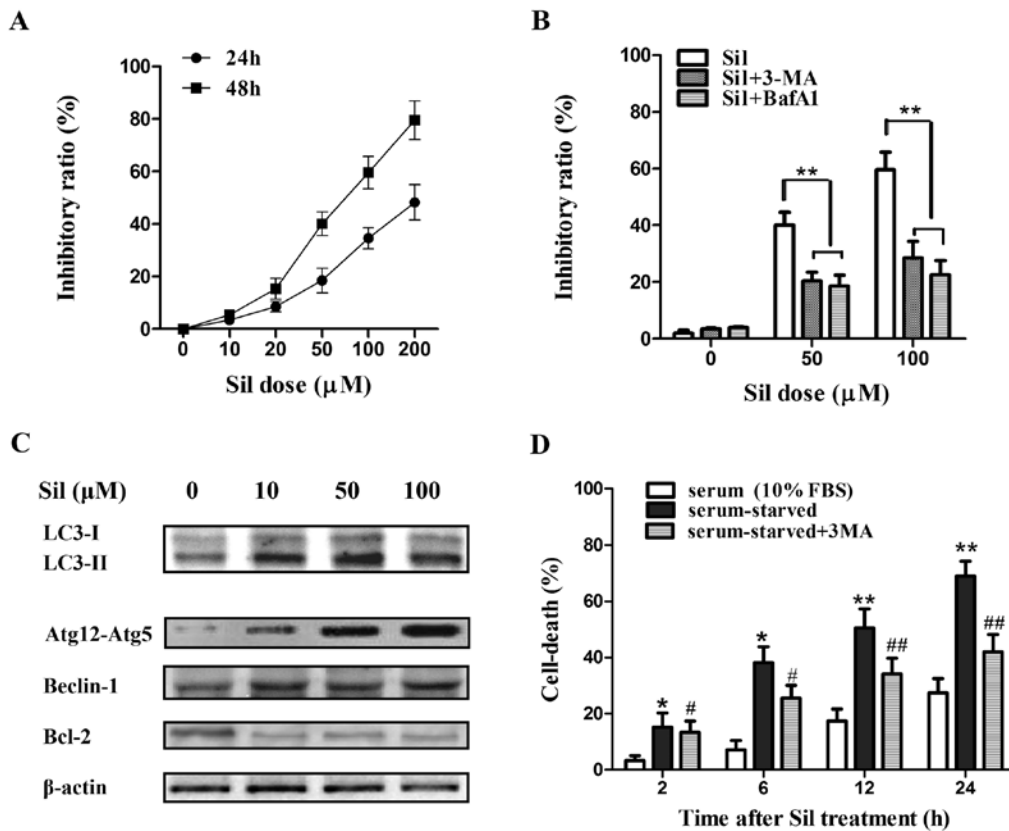 A
24h
48h
Inhibitory ratio (%)
100
80
60
40
20
0
0 10 20 50 100 200
Sil dose (μM)
B
Sil
Sil+3-MA
Sil+BafA1
Inhibitory ratio (%)
100
80
60
40
20
0
**
**
0 50 100
Sil dose (μM)
C
Sil (μM) 0 10 50 100
LC3-I
LC3-II
Atg12-Atg5
Beclin-1
Bcl-2
β-actin
D
serum (10% FBS)
serum-starved
serum-starved+3MA
Cell-death (%)
100
80
60
40
20
0
* #
* #
** ##
** ##
2 6 12 24
Time after Sil treatment (h)